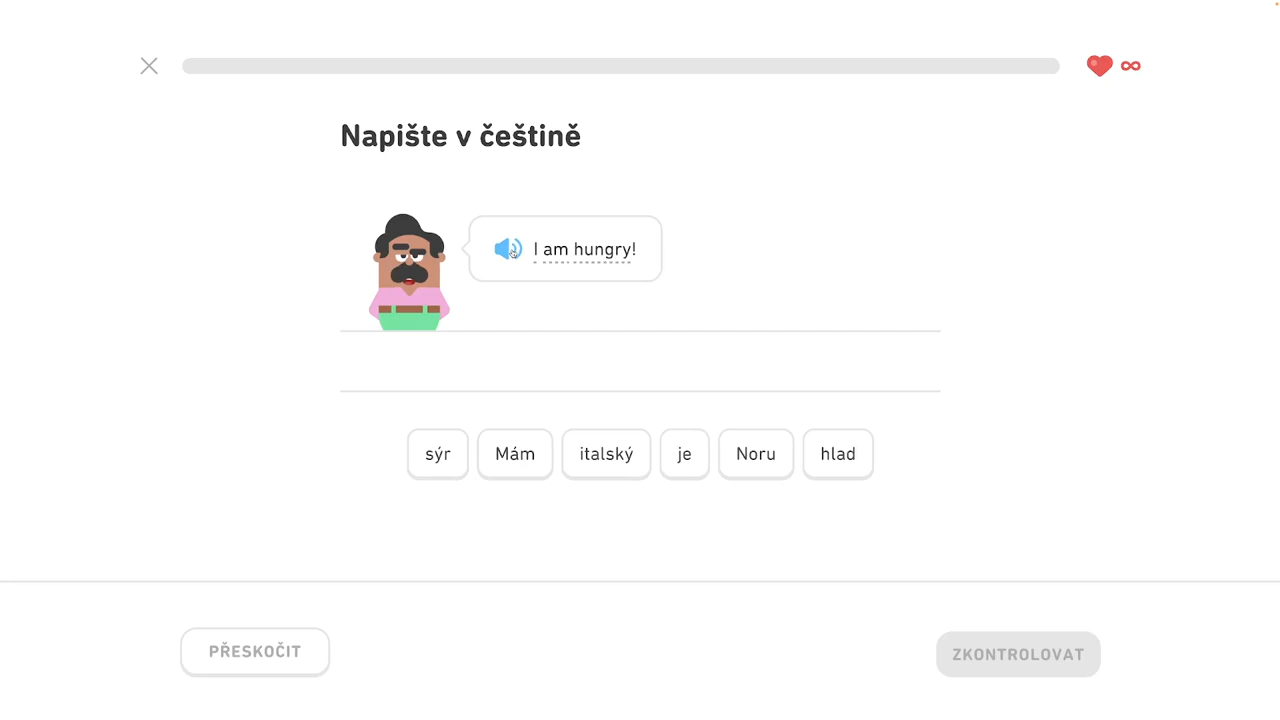 Napište v češtině
I am hungry!
sýr Mám italský je Noru hlad
PŘESKOČIT
ZKONTROLOVAT